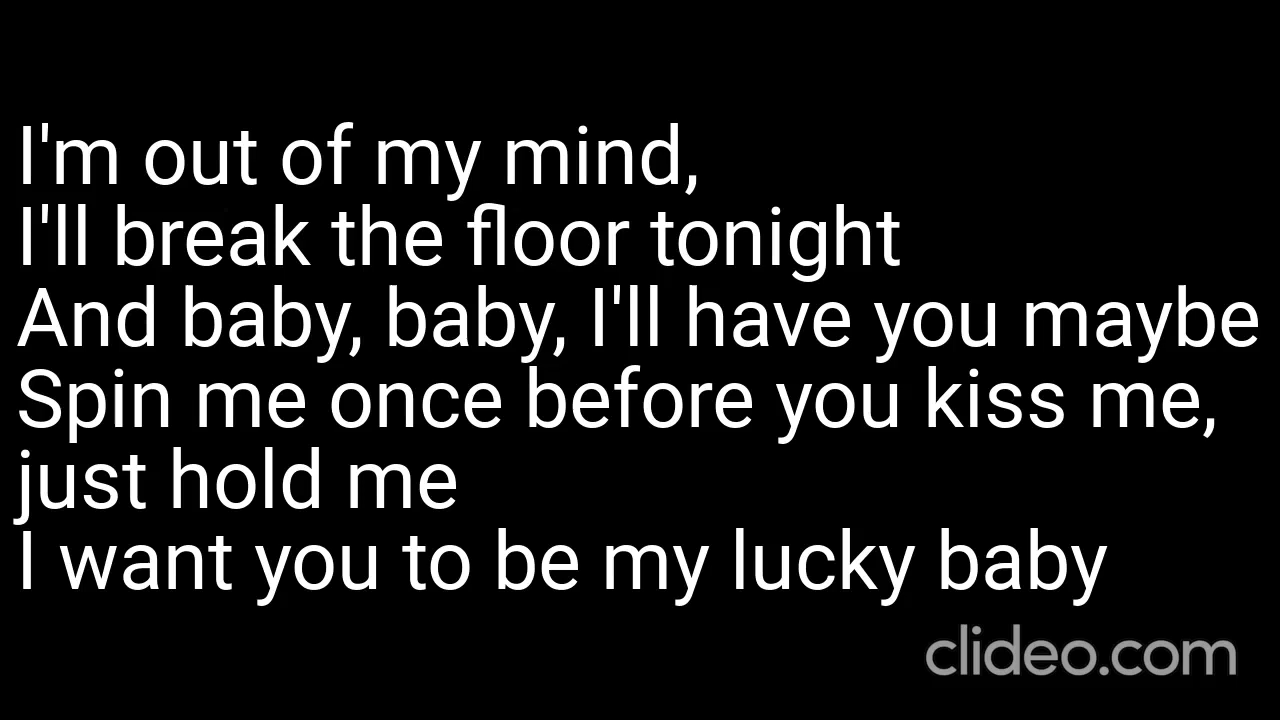 I'm out of my mind,
I'll break the floor tonight
And baby, baby, I'll have you maybe
Spin me once before you kiss me,
just hold me
I want you to be my lucky baby
clideo.com